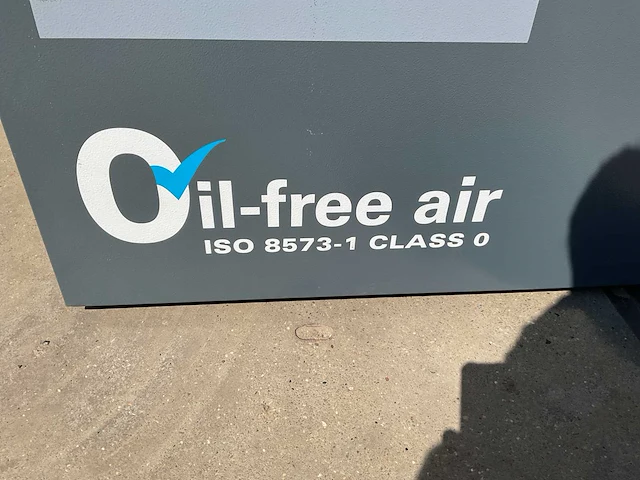 Oil-free air
ISO 8573-1 CLASS 0